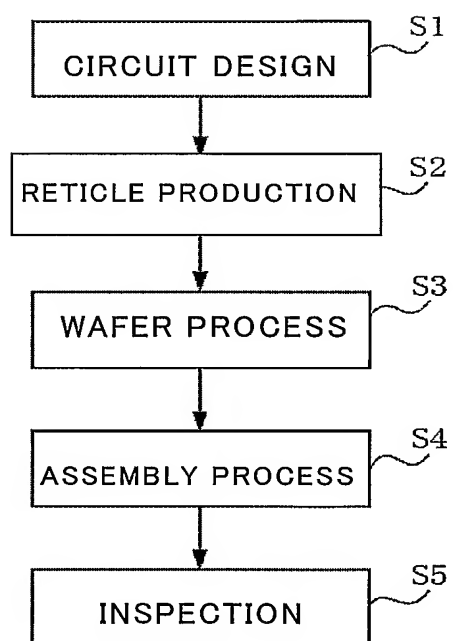 S1
CIRCUIT DESIGN
S2
RETICLE PRODUCTION
S3
WAFER PROCESS
S4
ASSEMBLY PROCESS
S5
INSPECTION